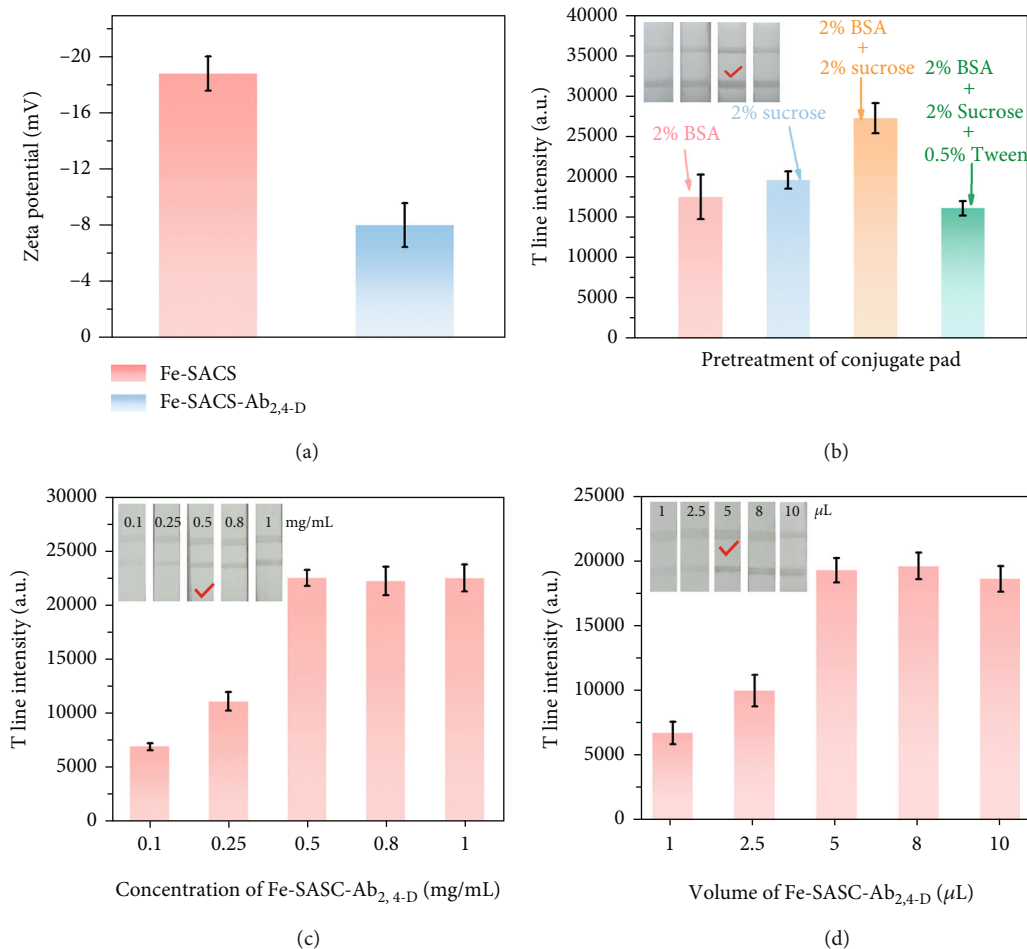 –20
–16
–12
–8
–4
0
Zeta potential (mV)
Fe-SACS
Fe-SACS-Ab2,4-D
(a)
40000
35000
30000
25000
20000
15000
10000
5000
0
T line intensity (a.u.)
2% BSA
2% sucrose
2% BSA
+
2% sucrose
2% BSA
+
2% Sucrose
+
0.5% Tween
Pretreatment of conjugate pad
(b)
30000
25000
20000
15000
10000
5000
0
T line intensity (a.u.)
0.1 0.25 0.5 0.8 1 mg/mL
0.1 0.25 0.5 0.8 1
Concentration of Fe-SASC-Ab2, 4-D (mg/mL)
(c)
25000
20000
15000
10000
5000
0
T line intensity (a.u.)
1 2.5 5 8 10 μL
1 2.5 5 8 10
Volume of Fe-SASC-Ab2,4-D (μL)
(d)